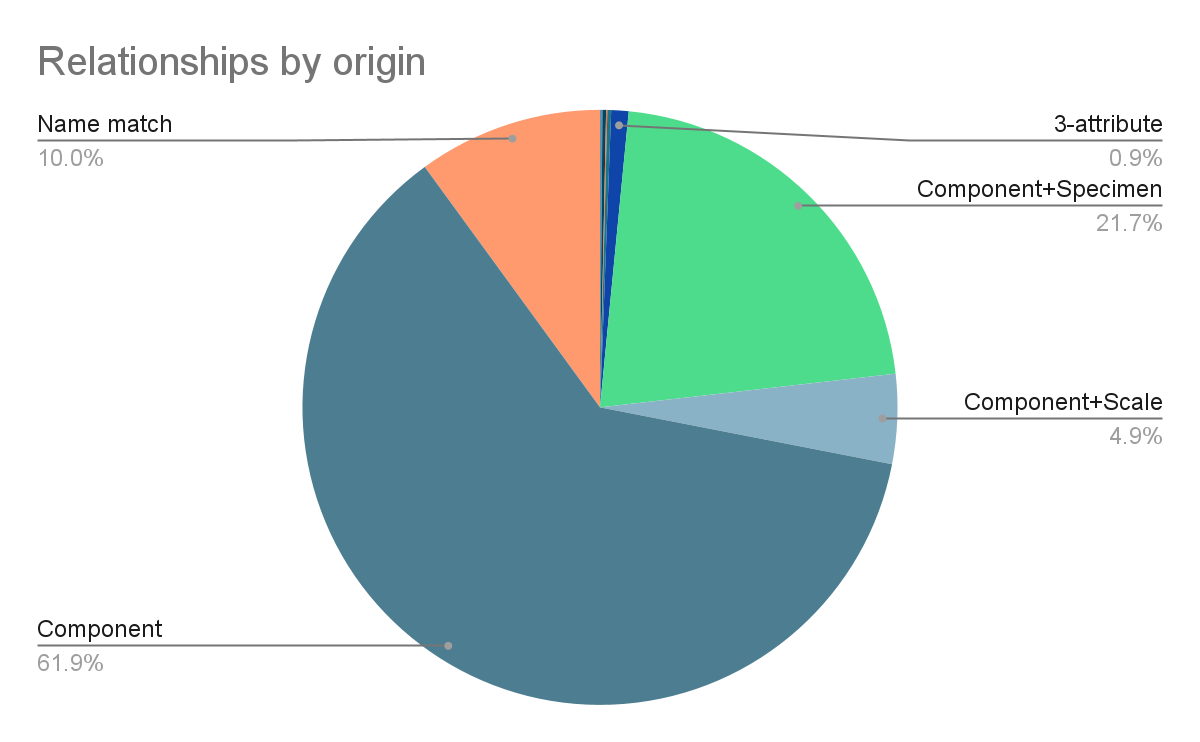 Relationships by origin
Name match
10.0%
3-attribute
0.9%
Component+Specimen
21.7%
Component+Scale
4.9%
Component
61.9%